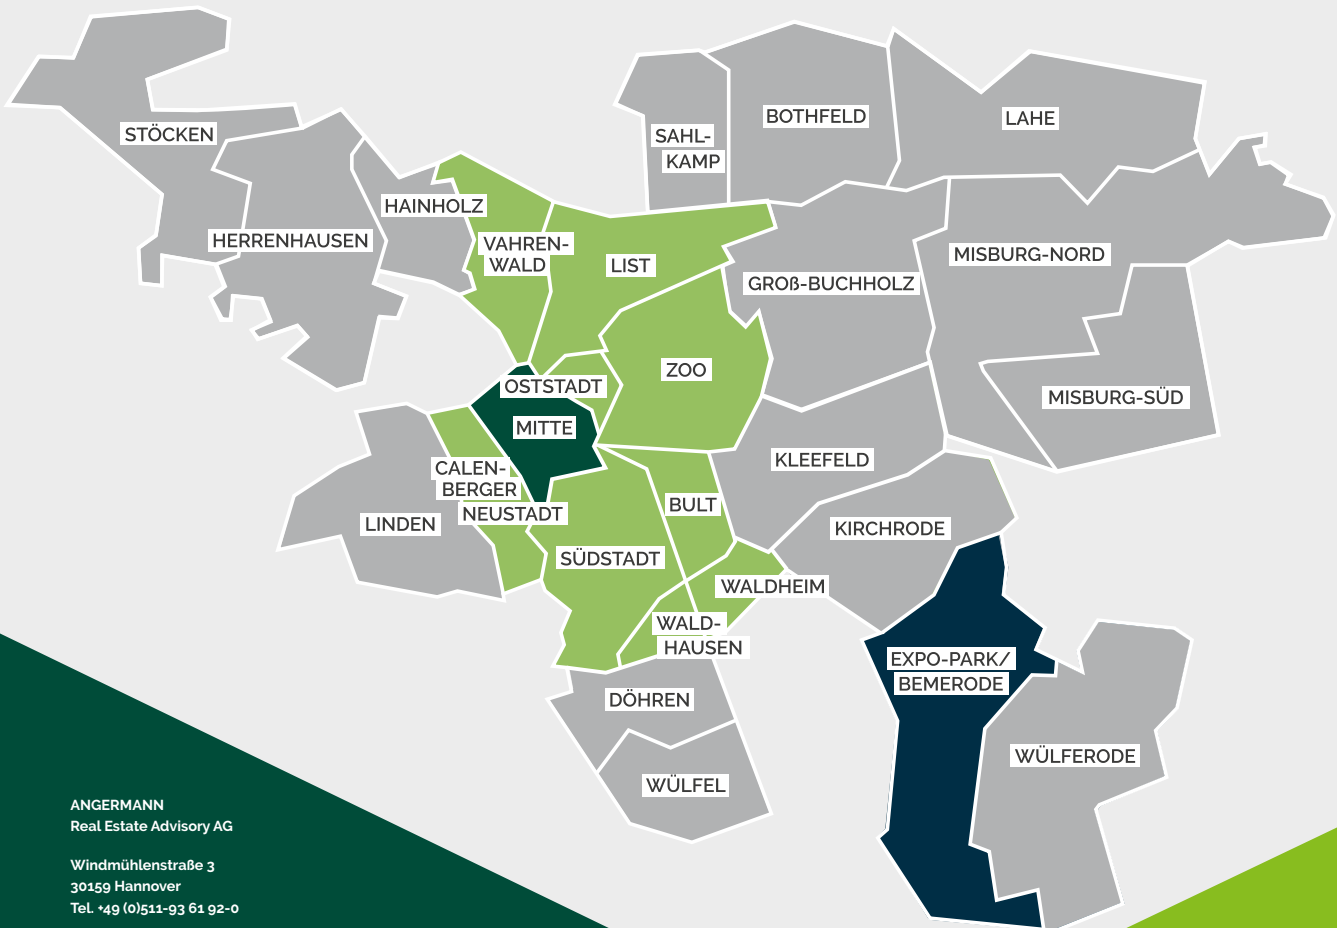 STÖCKEN
HERRENHAUSEN
HAINHOLZ
VAHREN-
WALD
LIST
SAHL-
KAMP
BOTHFELD
LAHE
GROß-BUCHHOLZ
MISBURG-NORD
MISBURG-SÜD
ZOO
OSTSTADT
MITTE
CALEN-
BERGER
NEUSTADT
LINDEN
KLEEFELD
BULT
KIRCHRODE
SÜDSTADT
WALDHEIM
WALD-
HAUSEN
EXPO-PARK/
BEMERODE
DÖHREN
WÜLFERODE
WÜLFEL
ANGERMANN
Real Estate Advisory AG
Windmühlenstraße 3
30159 Hannover
Tel. +49 (0)511-93 61 92-0